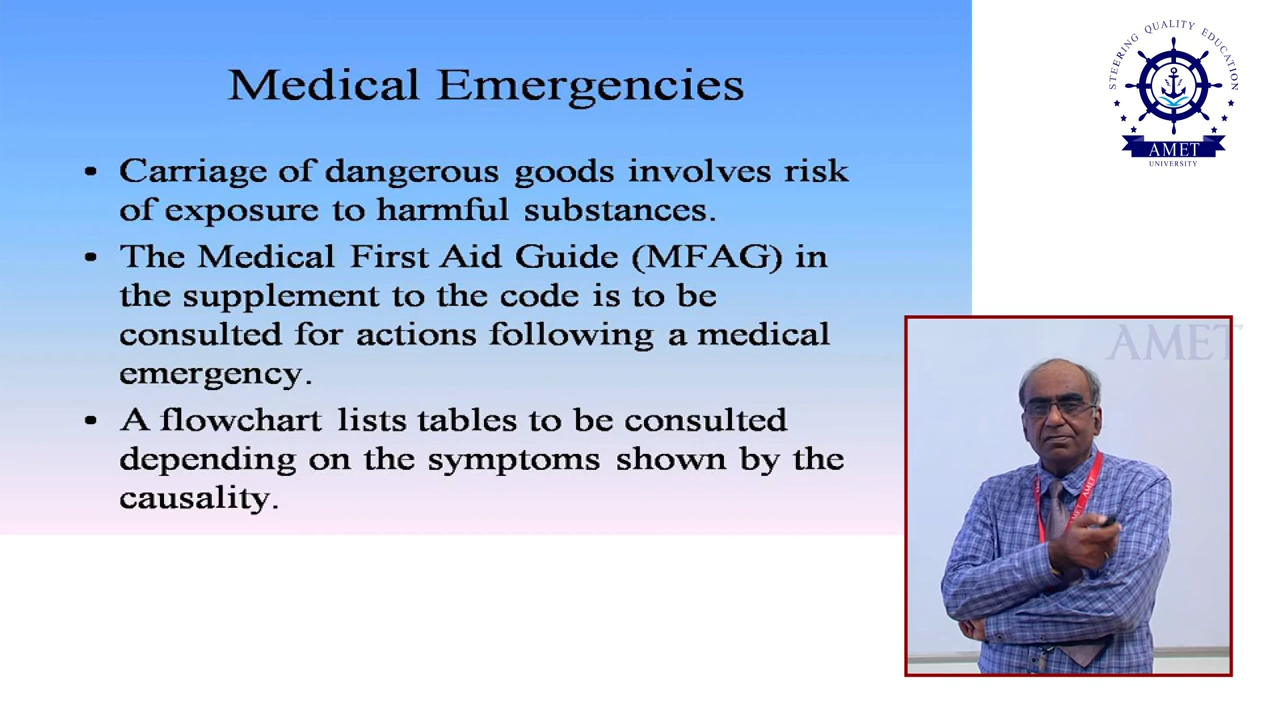 Medical Emergencies
• Carriage of dangerous goods involves risk
of exposure to harmful substances.
• The Medical First Aid Guide (MFAG) in
the supplement to the code is to be
consulted for actions following a medical
emergency.
• A flowchart lists tables to be consulted
depending on the symptoms shown by the
causality.
STEERING QUALITY EDUCATION
AMET
UNIVERSITY
AMET
AMET
AMET